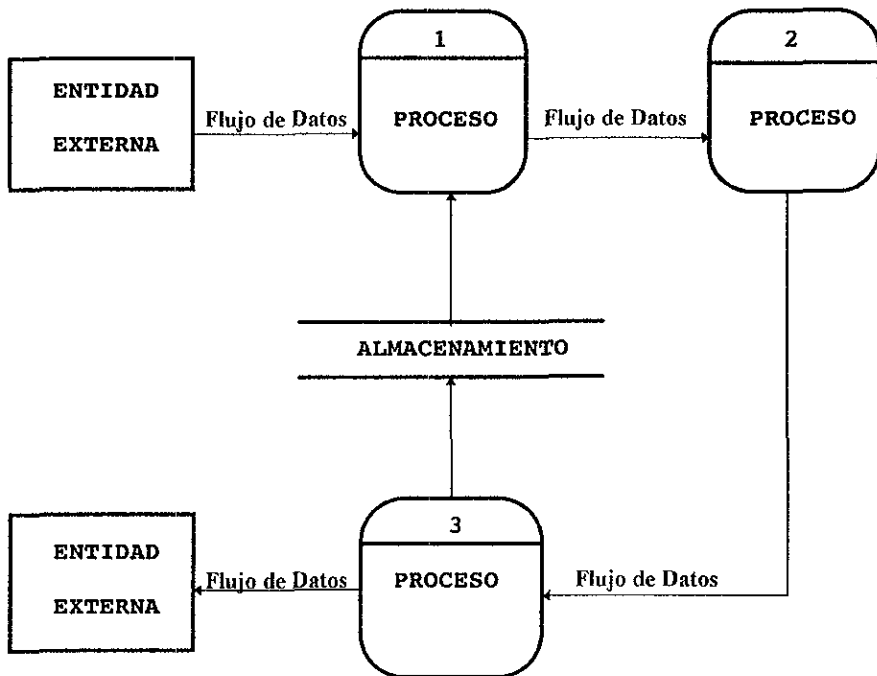 1
2
ENTIDAD
EXTERNA
Flujo de Datos
PROCESO
Flujo de Datos
PROCESO
ALMACENAMIENTO
3
ENTIDAD
EXTERNA
Flujo de Datos
PROCESO
Flujo de Datos